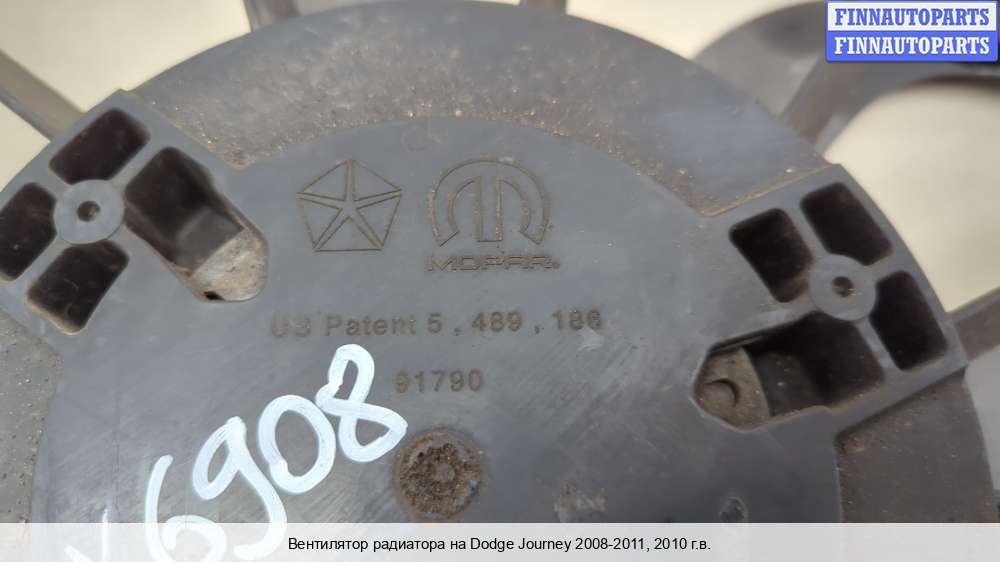 FINNAUTOPARTS
FINNAUTOPARTS
MOPAR®
US Patent 5,489,186
91790
6908
Вентилятор радиатора на Dodge Journey 2008-2011, 2010 г.в.